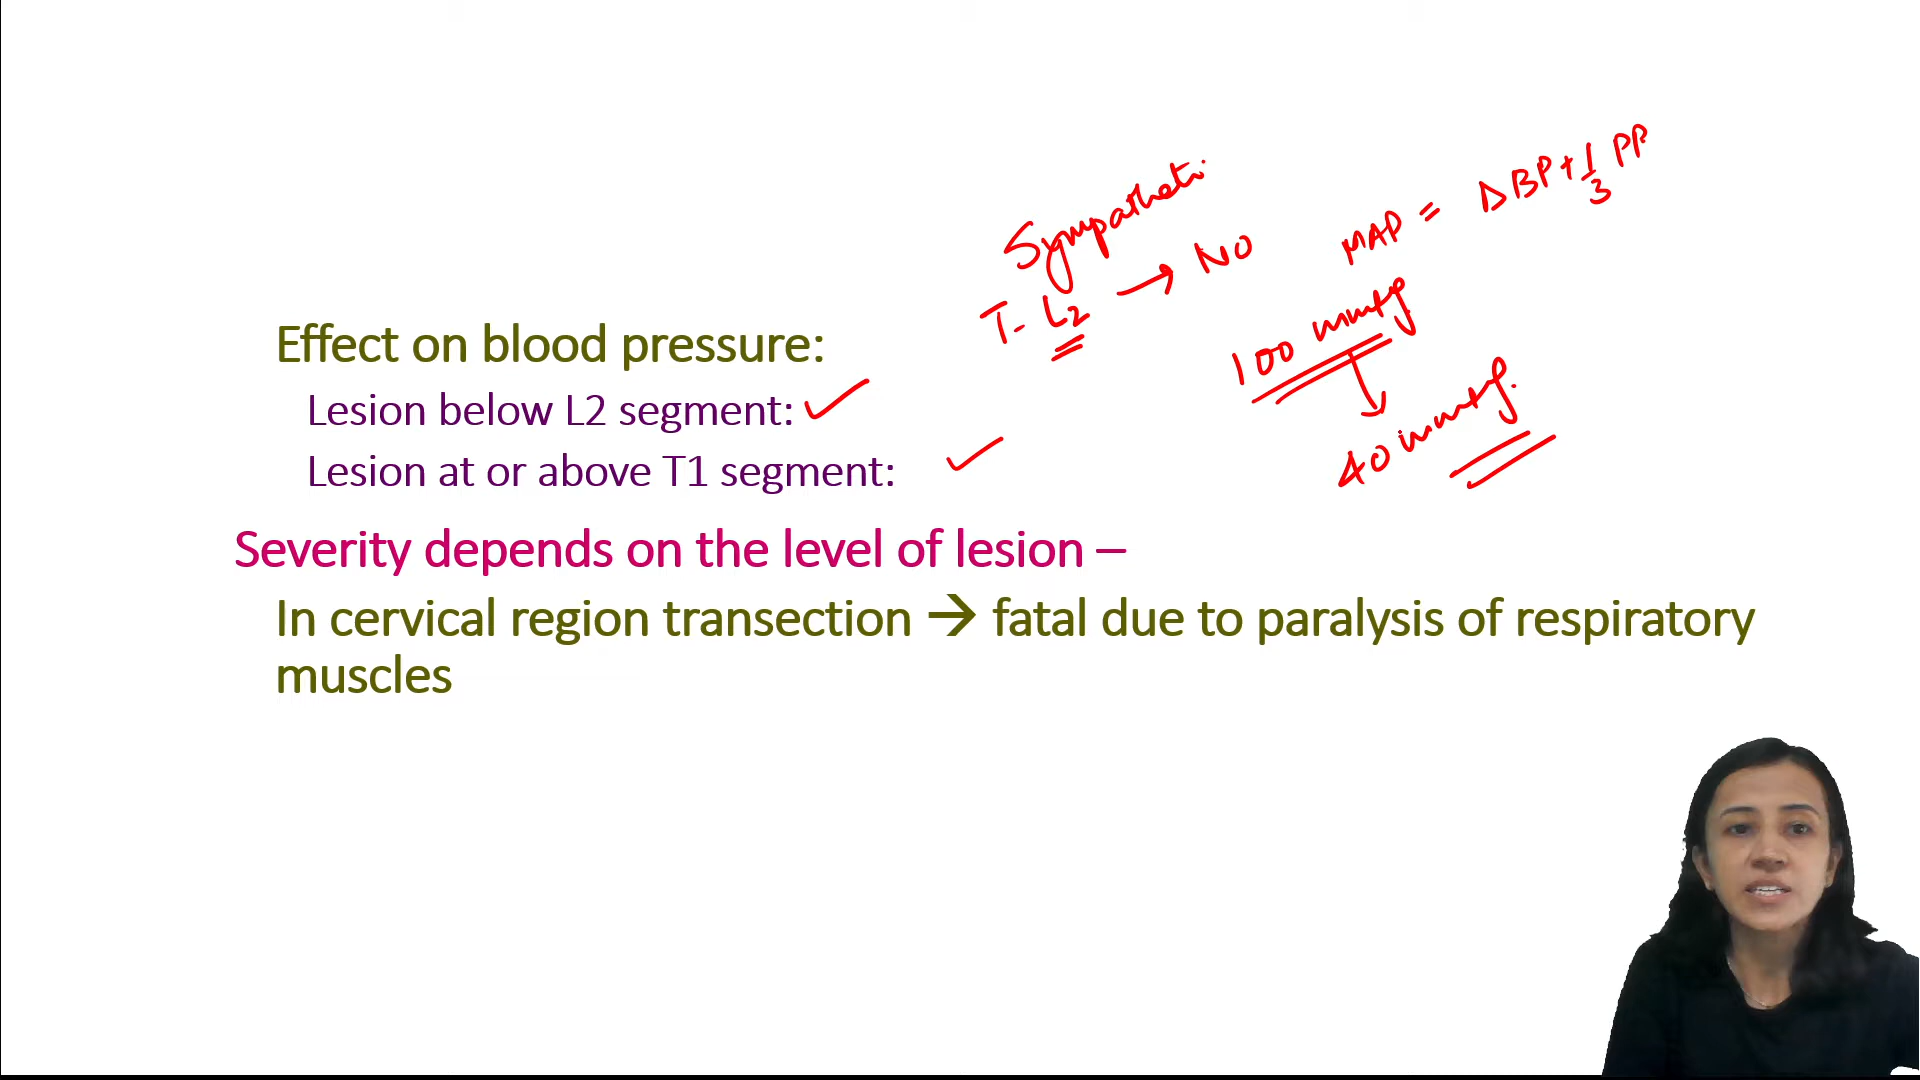 Sympatheti.
T- L2 → NO
MAP = DBP + 1/3 PP
100 mmHg
40 mmHg.
Effect on blood pressure:
Lesion below L2 segment: ✓
Lesion at or above T1 segment: ✓
Severity depends on the level of lesion –
In cervical region transection → fatal due to paralysis of respiratory
muscles